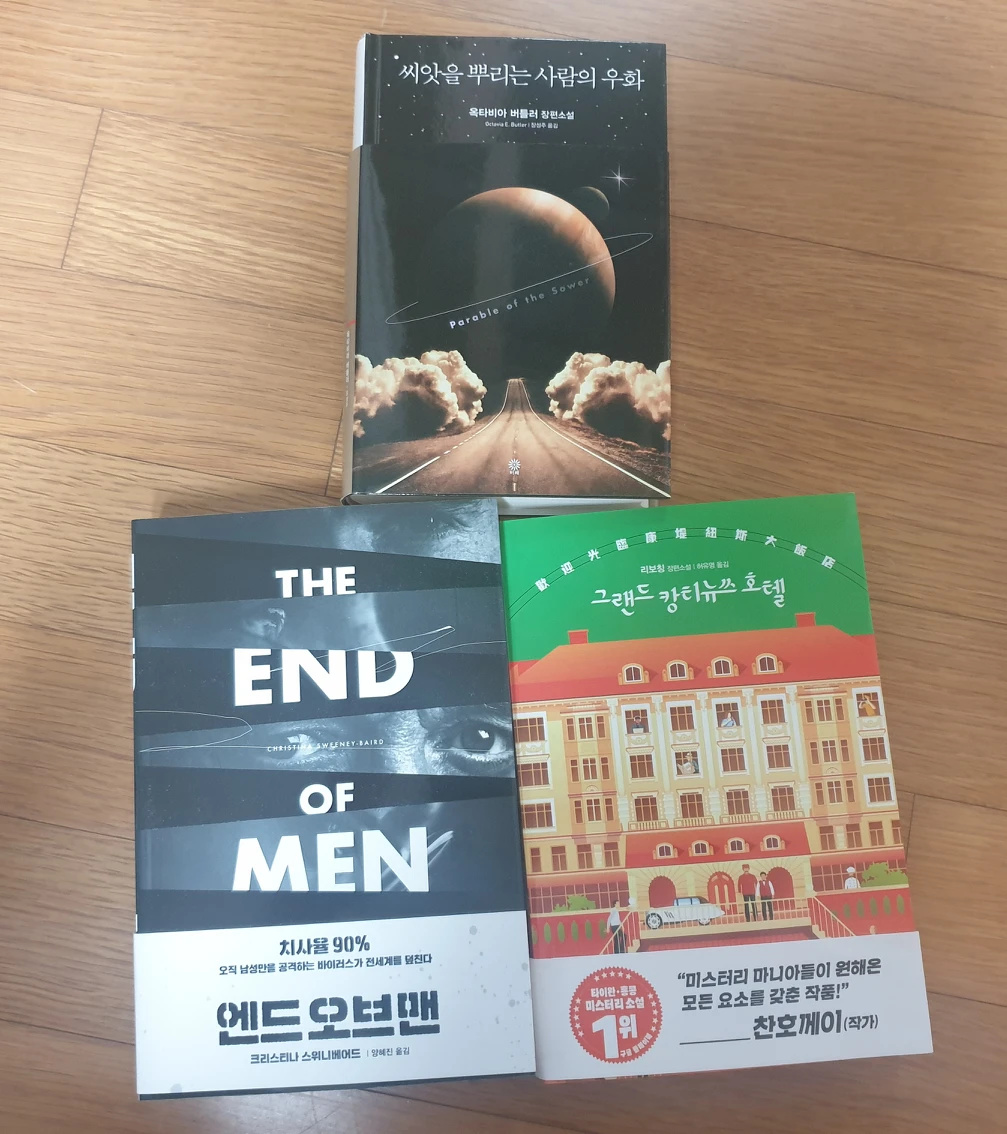 씨앗을 뿌리는 사람의 우화
옥타비아 버틀러 장편소설
Octavia E. Butler | 장성주 옮김
Parable of the Sower
THE
END
CHRISTINA SWEENEY-BAIRD
OF
MEN
치사율 90%
오직 남성만을 공격하는 바이러스가 전세계를 덮친다
엔드 오브 맨
크리스티나 스위니베어드 | 양혜진 옮김
歡迎光臨康堤紐斯大飯店
리보칭 장편소설 | 허유영 옮김
그랜드 캉티뉴쓰 호텔
타이완·홍콩
미스터리 소설
1위
“미스터리 마니아들이 원해온
모든 요소를 갖춘 작품!”
찬호께이(작가)